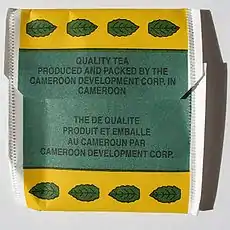 QUALITY TEA
PRODUCED AND PACKED BY THE
CAMEROON DEVELOPMENT CORP. IN
CAMEROON
THE DE QUALITE
PRODUIT ET EMBALLE
AU CAMEROUN PAR
CAMEROON DEVELOPMENT CORP.